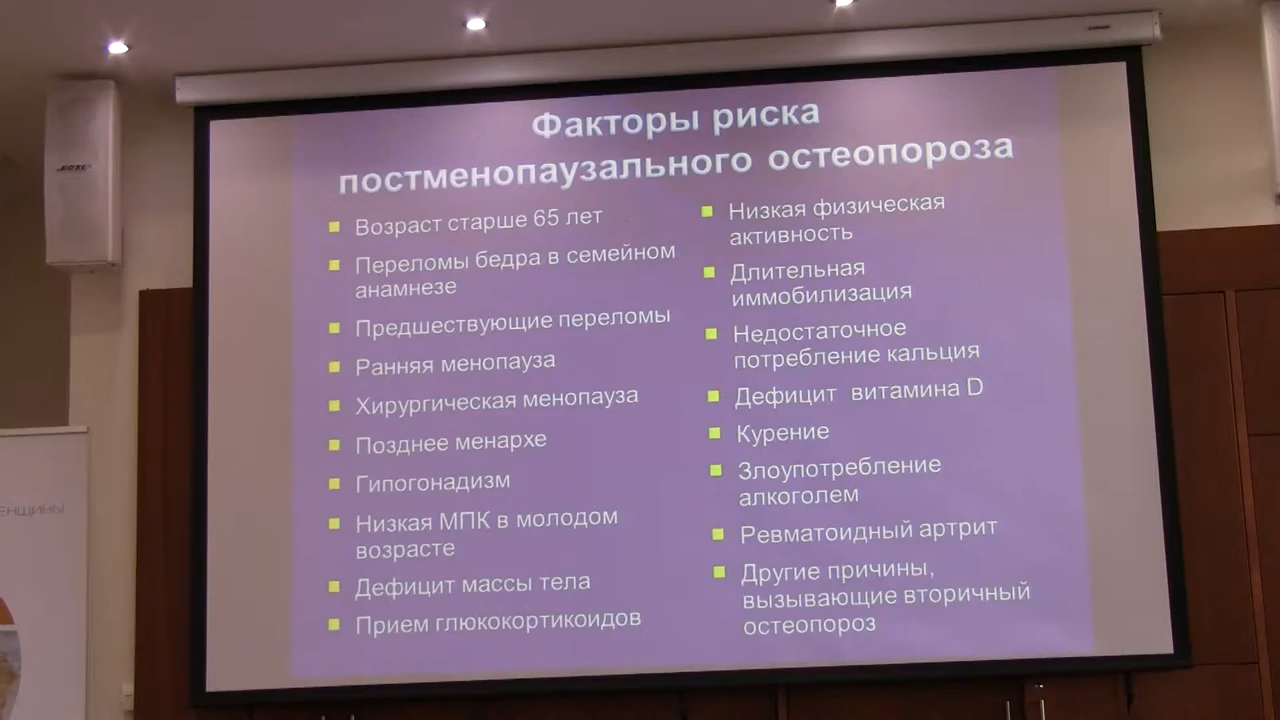 Факторы риска
постменопаузального остеопороза
Возраст старше 65 лет
Переломы бедра в семейном
анамнезе
Предшествующие переломы
Ранняя менопауза
Хирургическая менопауза
Позднее менархе
Гипогонадизм
Низкая МПК в молодом
возрасте
Дефицит массы тела
Прием глюкокортикоидов
Низкая физическая
активность
Длительная
иммобилизация
Недостаточное
потребление кальция
Дефицит витамина D
Курение
Злоупотребление
алкоголем
Ревматоидный артрит
Другие причины,
вызывающие вторичный
остеопороз
BOSE
ЕНЩИНЫ